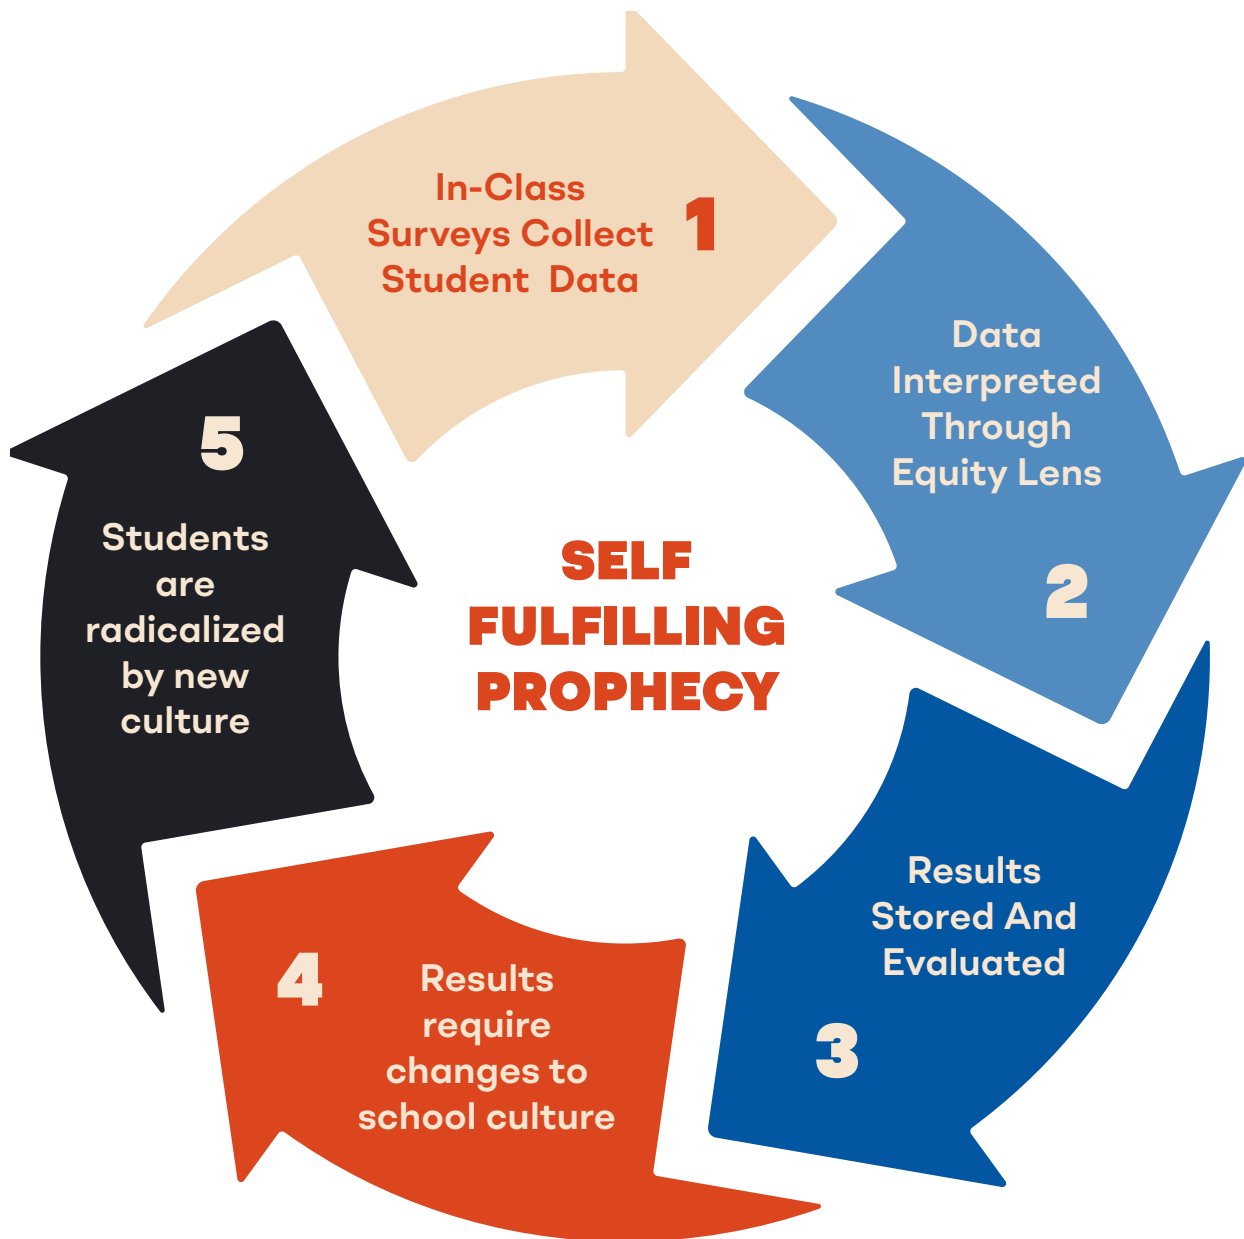 In-Class
Surveys Collect
Student Data
1
Data
Interpreted
Through
Equity Lens
2
Results
Stored And
Evaluated
3
4
Results
require
changes to
school culture
5
Students
are
radicalized
by new
culture
SELF
FULFILLING
PROPHECY